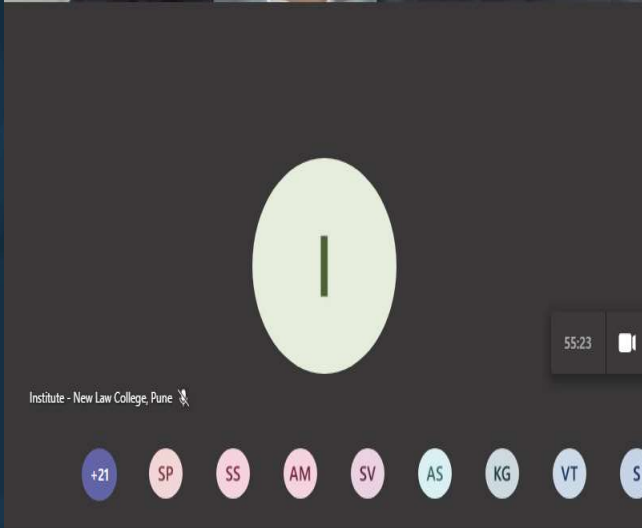 I
55:23
Institute - New Law College, Pune
+21 SP SS AM SV AS KG VT S